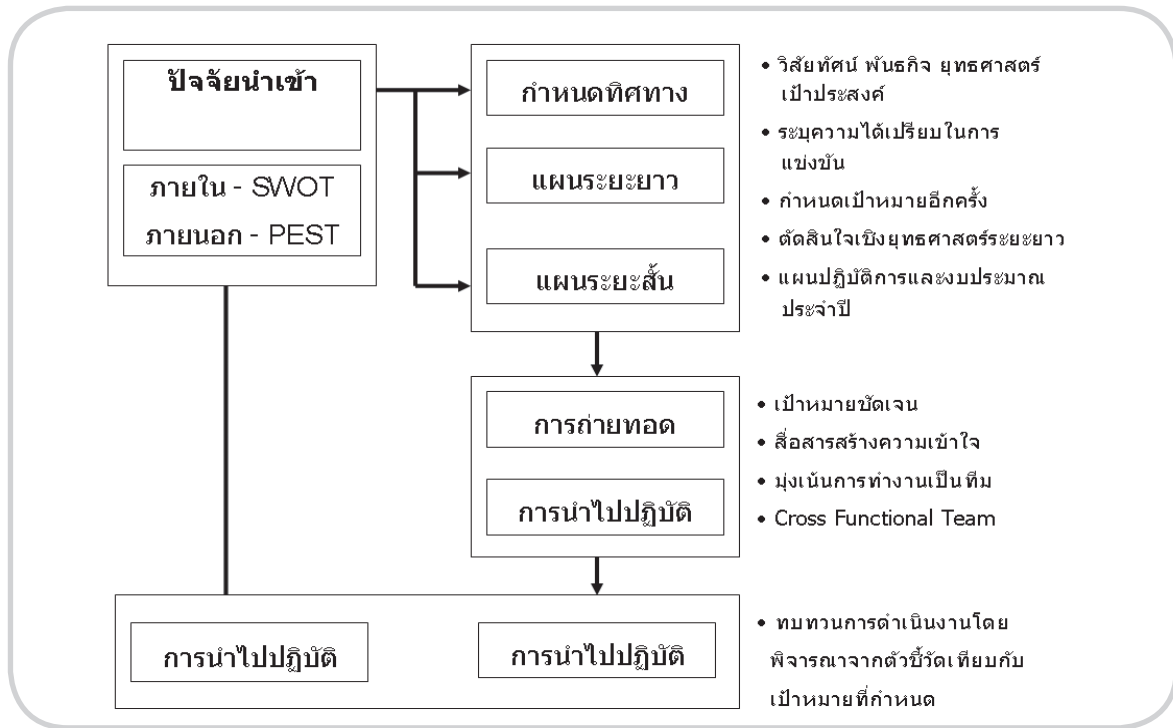 ปัจจัยนำเข้า
ภายใน - SWOT
ภายนอก - PEST
กำหนดทิศทาง
แผนระยะยาว
แผนระยะสั้น
• วิสัยทัศน์ พันธกิจ ยุทธศาสตร์
เป้าประสงค์
• ระบุความได้เปรียบในการ
แข่งขัน
• กำหนดเป้าหมายอีกครั้ง
• ตัดสินใจเชิงยุทธศาสตร์ระยะยาว
• แผนปฏิบัติการและงบประมาณ
ประจำปี
การถ่ายทอด
การนำไปปฏิบัติ
• เป้าหมายชัดเจน
• สื่อสารสร้างความเข้าใจ
• มุ่งเน้นการทำงานเป็นทีม
• Cross Functional Team
การนำไปปฏิบัติ
การนำไปปฏิบัติ
• ทบทวนการดำเนินงานโดย
พิจารณาจากตัวชี้วัดเทียบกับ
เป้าหมายที่กำหนด